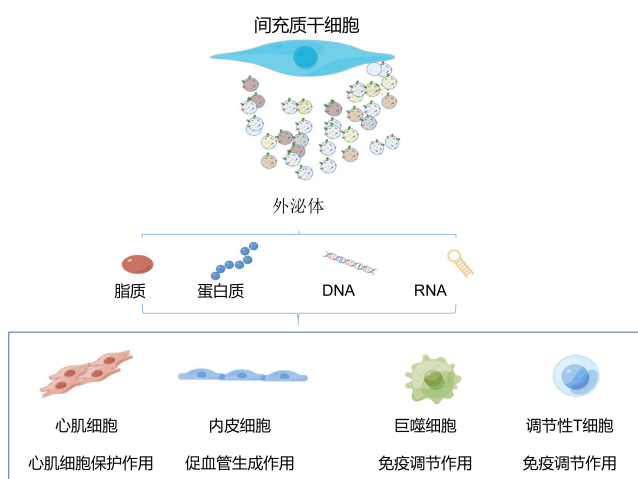 间充质干细胞
外泌体
脂质 蛋白质 DNA RNA
心肌细胞 内皮细胞 巨噬细胞 调节性T细胞
心肌细胞保护作用 促血管生成作用 免疫调节作用 免疫调节作用